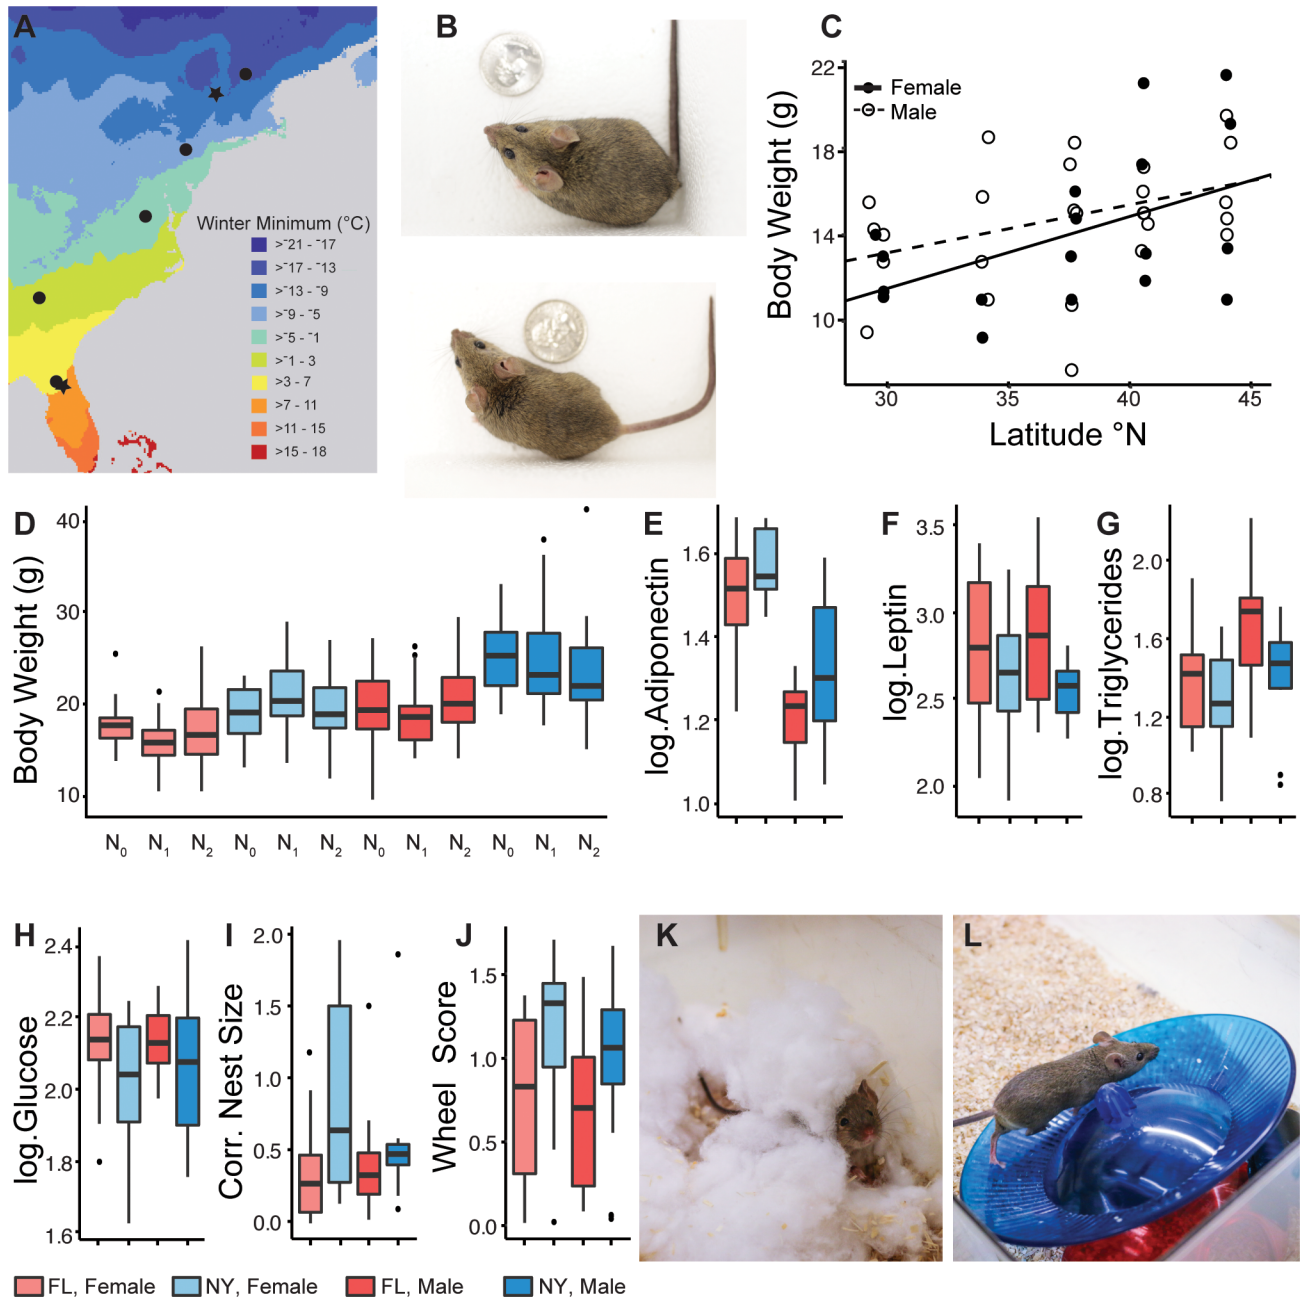 A
Winter Minimum (°C)
>-21 - -17
>-17 - -13
>-13 - -9
>-9 - -5
>-5 - -1
>-1 - 3
>3 - 7
>7 - 11
>11 - 15
>15 - 18
B
C
Body Weight (g)
22
18
14
10
Female
Male
30
35
40
45
Latitude °N
D
Body Weight (g)
40
30
20
10
N0 N1 N2 N0 N1 N2 N0 N1 N2 N0 N1 N2
E
log.Adiponectin
1.6
1.4
1.2
1.0
F
log.Leptin
3.5
3.0
2.5
2.0
G
log.Triglycerides
2.0
1.6
1.2
0.8
H
log.Glucose
2.4
2.2
2.0
1.8
1.6
I
Corr. Nest Size
2.0
1.5
1.0
0.5
0.0
J
Wheel Score
1.5
1.0
0.5
0.0
K
L
FL, Female NY, Female FL, Male NY, Male